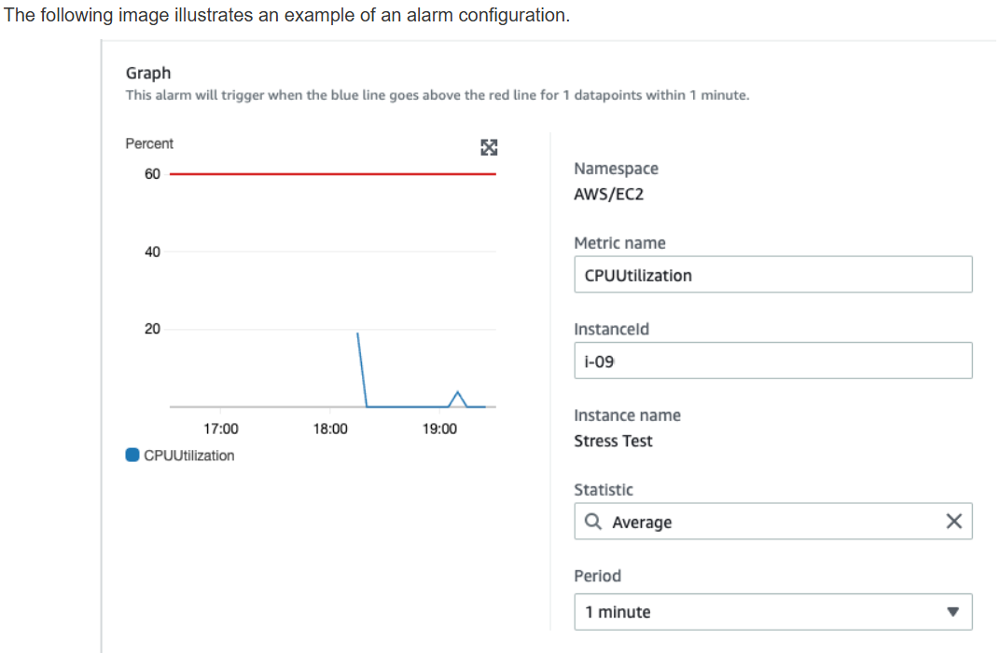 The following image illustrates an example of an alarm configuration.
Graph
This alarm will trigger when the blue line goes above the red line for 1 datapoints within 1 minute.
Percent
60
40
20
17:00 18:00 19:00
CPUUtilization
Namespace
AWS/EC2
Metric name
CPUUtilization
InstanceId
i-09
Instance name
Stress Test
Statistic
Average
Period
1 minute